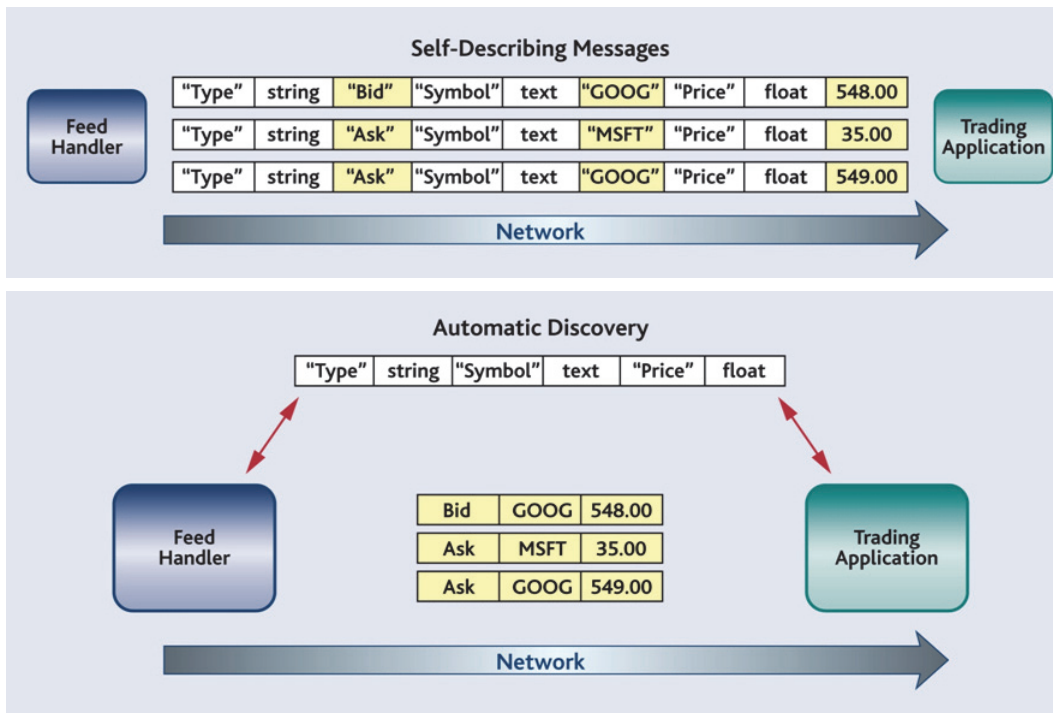 Self-Describing Messages
Feed
Handler
“Type” string “Bid” “Symbol” text “GOOG” “Price” float 548.00
“Type” string “Ask” “Symbol” text “MSFT” “Price” float 35.00
“Type” string “Ask” “Symbol” text “GOOG” “Price” float 549.00
Trading
Application
Network
Automatic Discovery
“Type” string “Symbol” text “Price” float
Feed
Handler
Bid GOOG 548.00
Ask MSFT 35.00
Ask GOOG 549.00
Trading
Application
Network